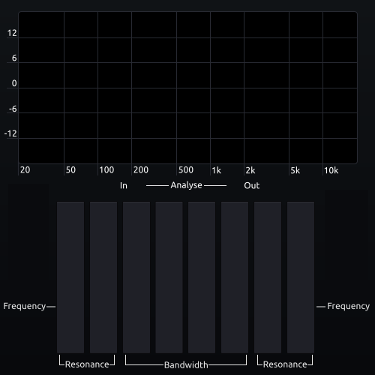 12
6
0
-6
-12
20 50 100 200 500 1k 2k 5k 10k
In Analyse Out
Frequency Frequency
Resonance Bandwidth Resonance